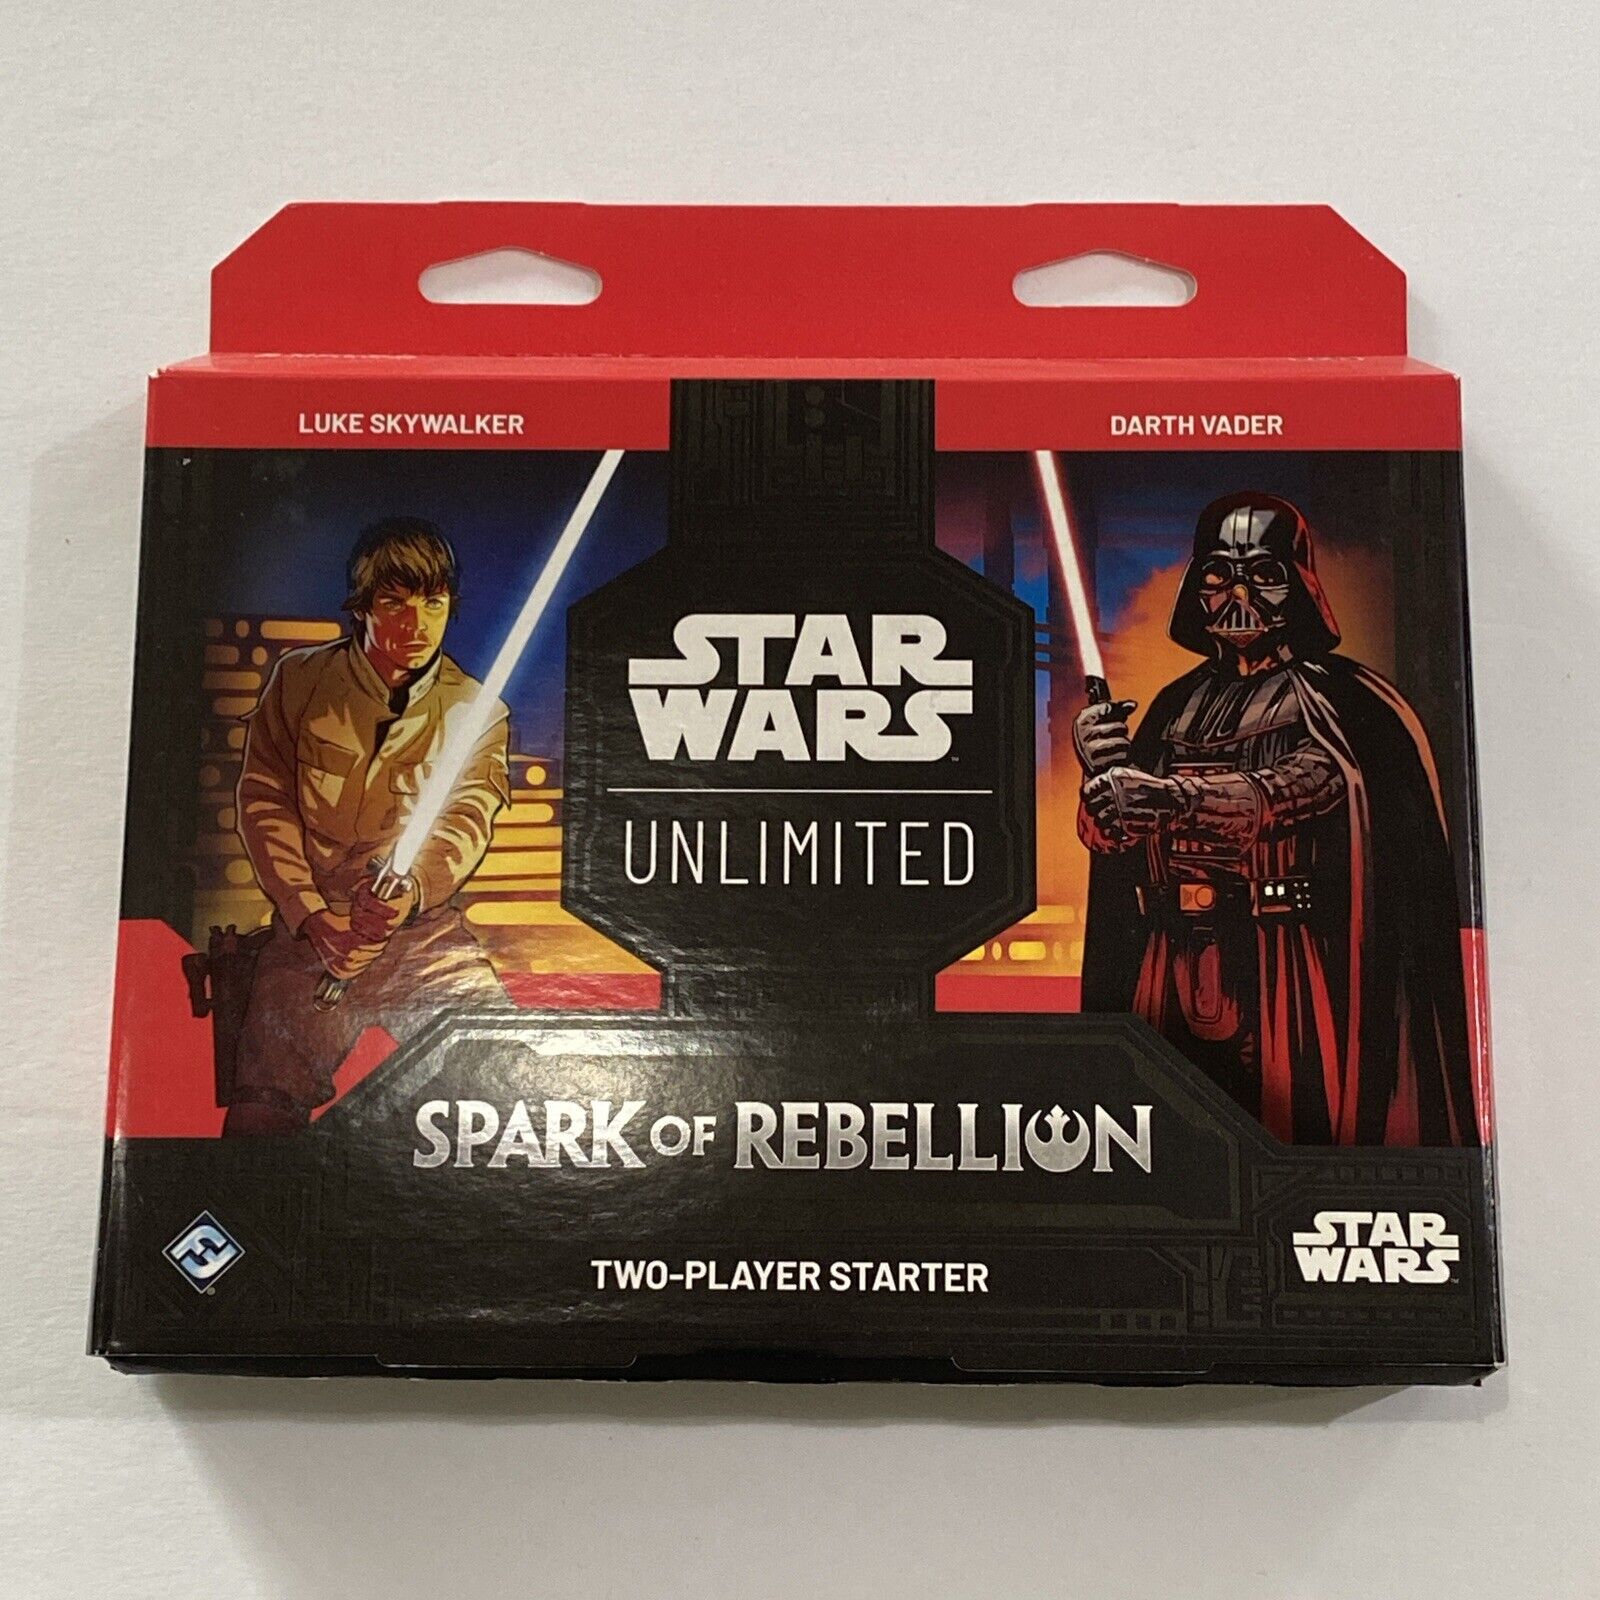 LUKE SKYWALKER
DARTH VADER
STAR
WARS
UNLIMITED
SPARK OF REBELLION
TWO-PLAYER STARTER
STAR
WARS